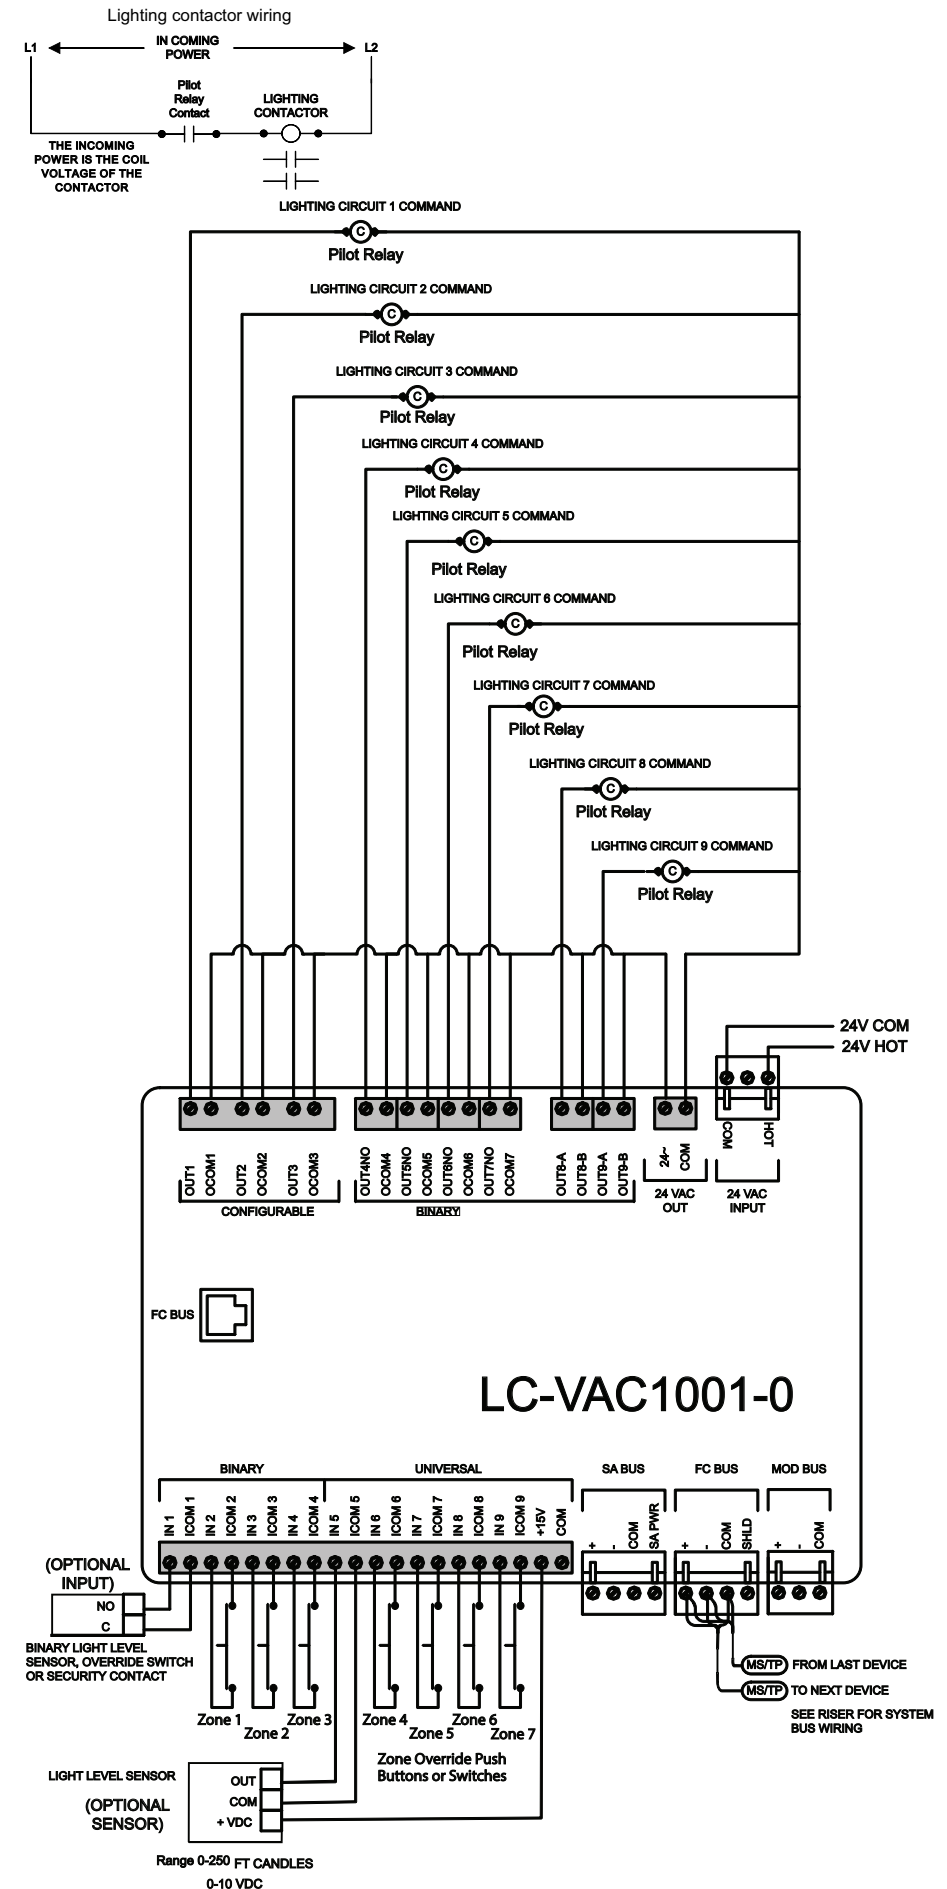 Lighting contactor wiring
L1
IN COMING
POWER
L2
Pilot
Relay
Contact
LIGHTING
CONTACTOR
THE INCOMING
POWER IS THE COIL
VOLTAGE OF THE
CONTACTOR
LIGHTING CIRCUIT 1 COMMAND
C
Pilot Relay
LIGHTING CIRCUIT 2 COMMAND
C
Pilot Relay
LIGHTING CIRCUIT 3 COMMAND
C
Pilot Relay
LIGHTING CIRCUIT 4 COMMAND
C
Pilot Relay
LIGHTING CIRCUIT 5 COMMAND
C
Pilot Relay
LIGHTING CIRCUIT 6 COMMAND
C
Pilot Relay
LIGHTING CIRCUIT 7 COMMAND
C
Pilot Relay
LIGHTING CIRCUIT 8 COMMAND
C
Pilot Relay
LIGHTING CIRCUIT 9 COMMAND
C
Pilot Relay
24V COM
24V HOT
OUT1
OCOM1
OUT2
OCOM2
OUT3
OCOM3
CONFIGURABLE
OUT4NO
OCOM4
OUT5NO
OCOM5
OUT6NO
OCOM6
OUT7NO
OCOM7
OUT8-A
OUT8-B
OUT9-A
OUT9-B
BINARY
24~
COM
24 VAC
OUT
COM
HOT
24 VAC
INPUT
FC BUS
LC-VAC1001-0
BINARY
UNIVERSAL
SA BUS
FC BUS
MOD BUS
IN 1
ICOM 1
IN 2
ICOM 2
IN 3
ICOM 3
IN 4
ICOM 4
IN 5
ICOM 5
IN 6
ICOM 6
IN 7
ICOM 7
IN 8
ICOM 8
IN 9
ICOM 9
+15V
COM
+
-
COM
SA PWR
+
-
COM
SHLD
+
-
COM
(OPTIONAL
INPUT)
NO
C
BINARY LIGHT LEVEL
SENSOR, OVERRIDE SWITCH
OR SECURITY CONTACT
Zone 1
Zone 2
Zone 3
Zone 4
Zone 5
Zone 6
Zone 7
Zone Override Push
Buttons or Switches
MS/TP FROM LAST DEVICE
MS/TP TO NEXT DEVICE
SEE RISER FOR SYSTEM
BUS WIRING
LIGHT LEVEL SENSOR
(OPTIONAL
SENSOR)
OUT
COM
+ VDC
Range 0-250 FT CANDLES
0-10 VDC